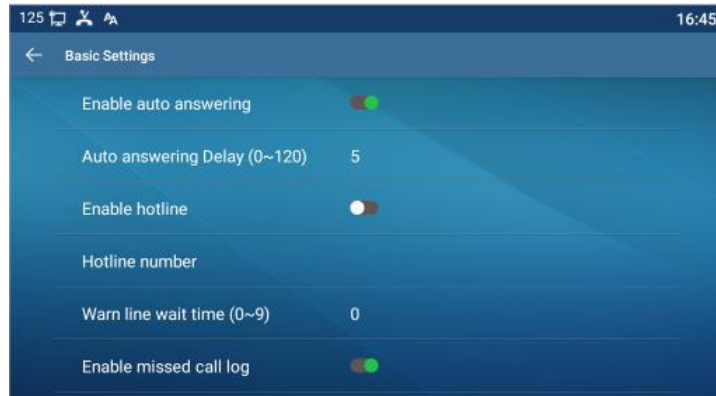 125 AA 16:45
Basic Settings
Enable auto answering
Auto answering Delay (0~120) 5
Enable hotline
Hotline number
Warn line wait time (0~9) 0
Enable missed call log